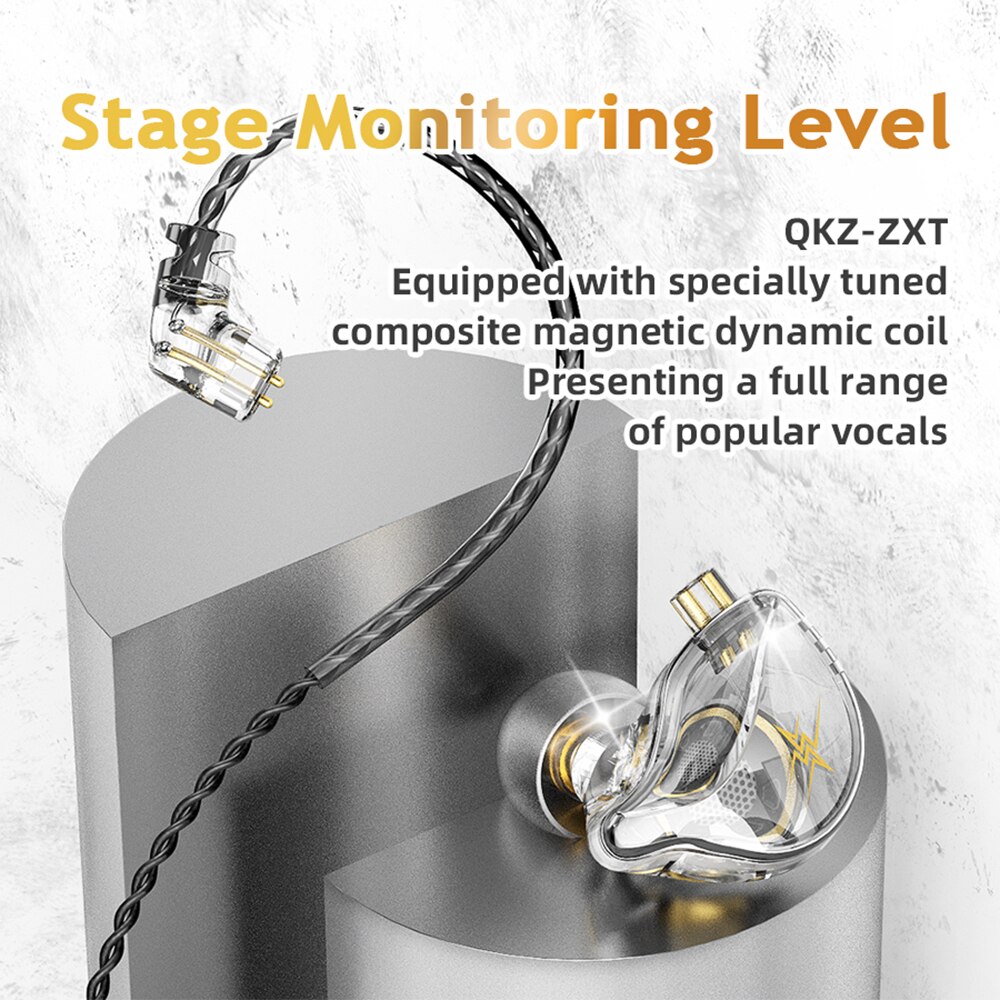 Stage Monitoring Level
QKZ-ZXT
Equipped with specially tuned
composite magnetic dynamic coil
Presenting a full range
of popular vocals